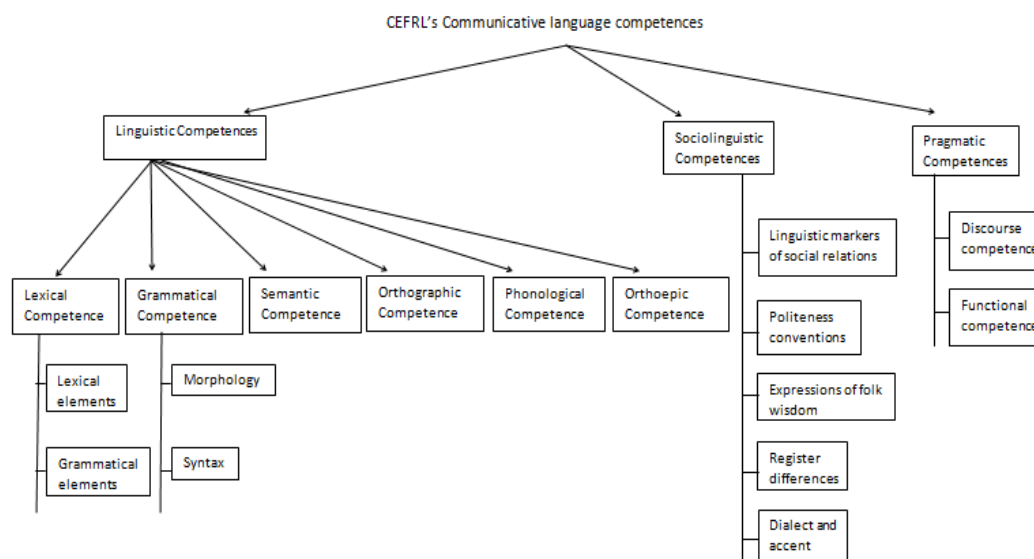 CEFRL's Communicative language competences
Linguistic Competences
Sociolinguistic
Competences
Pragmatic
Competences
Lexical
Competence
Grammatical
Competence
Semantic
Competence
Orthographic
Competence
Phonological
Competence
Orthoepic
Competence
Lexical
elements
Grammatical
elements
Morphology
Syntax
Linguistic markers
of social relations
Politeness
conventions
Expressions of folk
wisdom
Register
differences
Dialect and
accent
Discourse
competence
Functional
competence